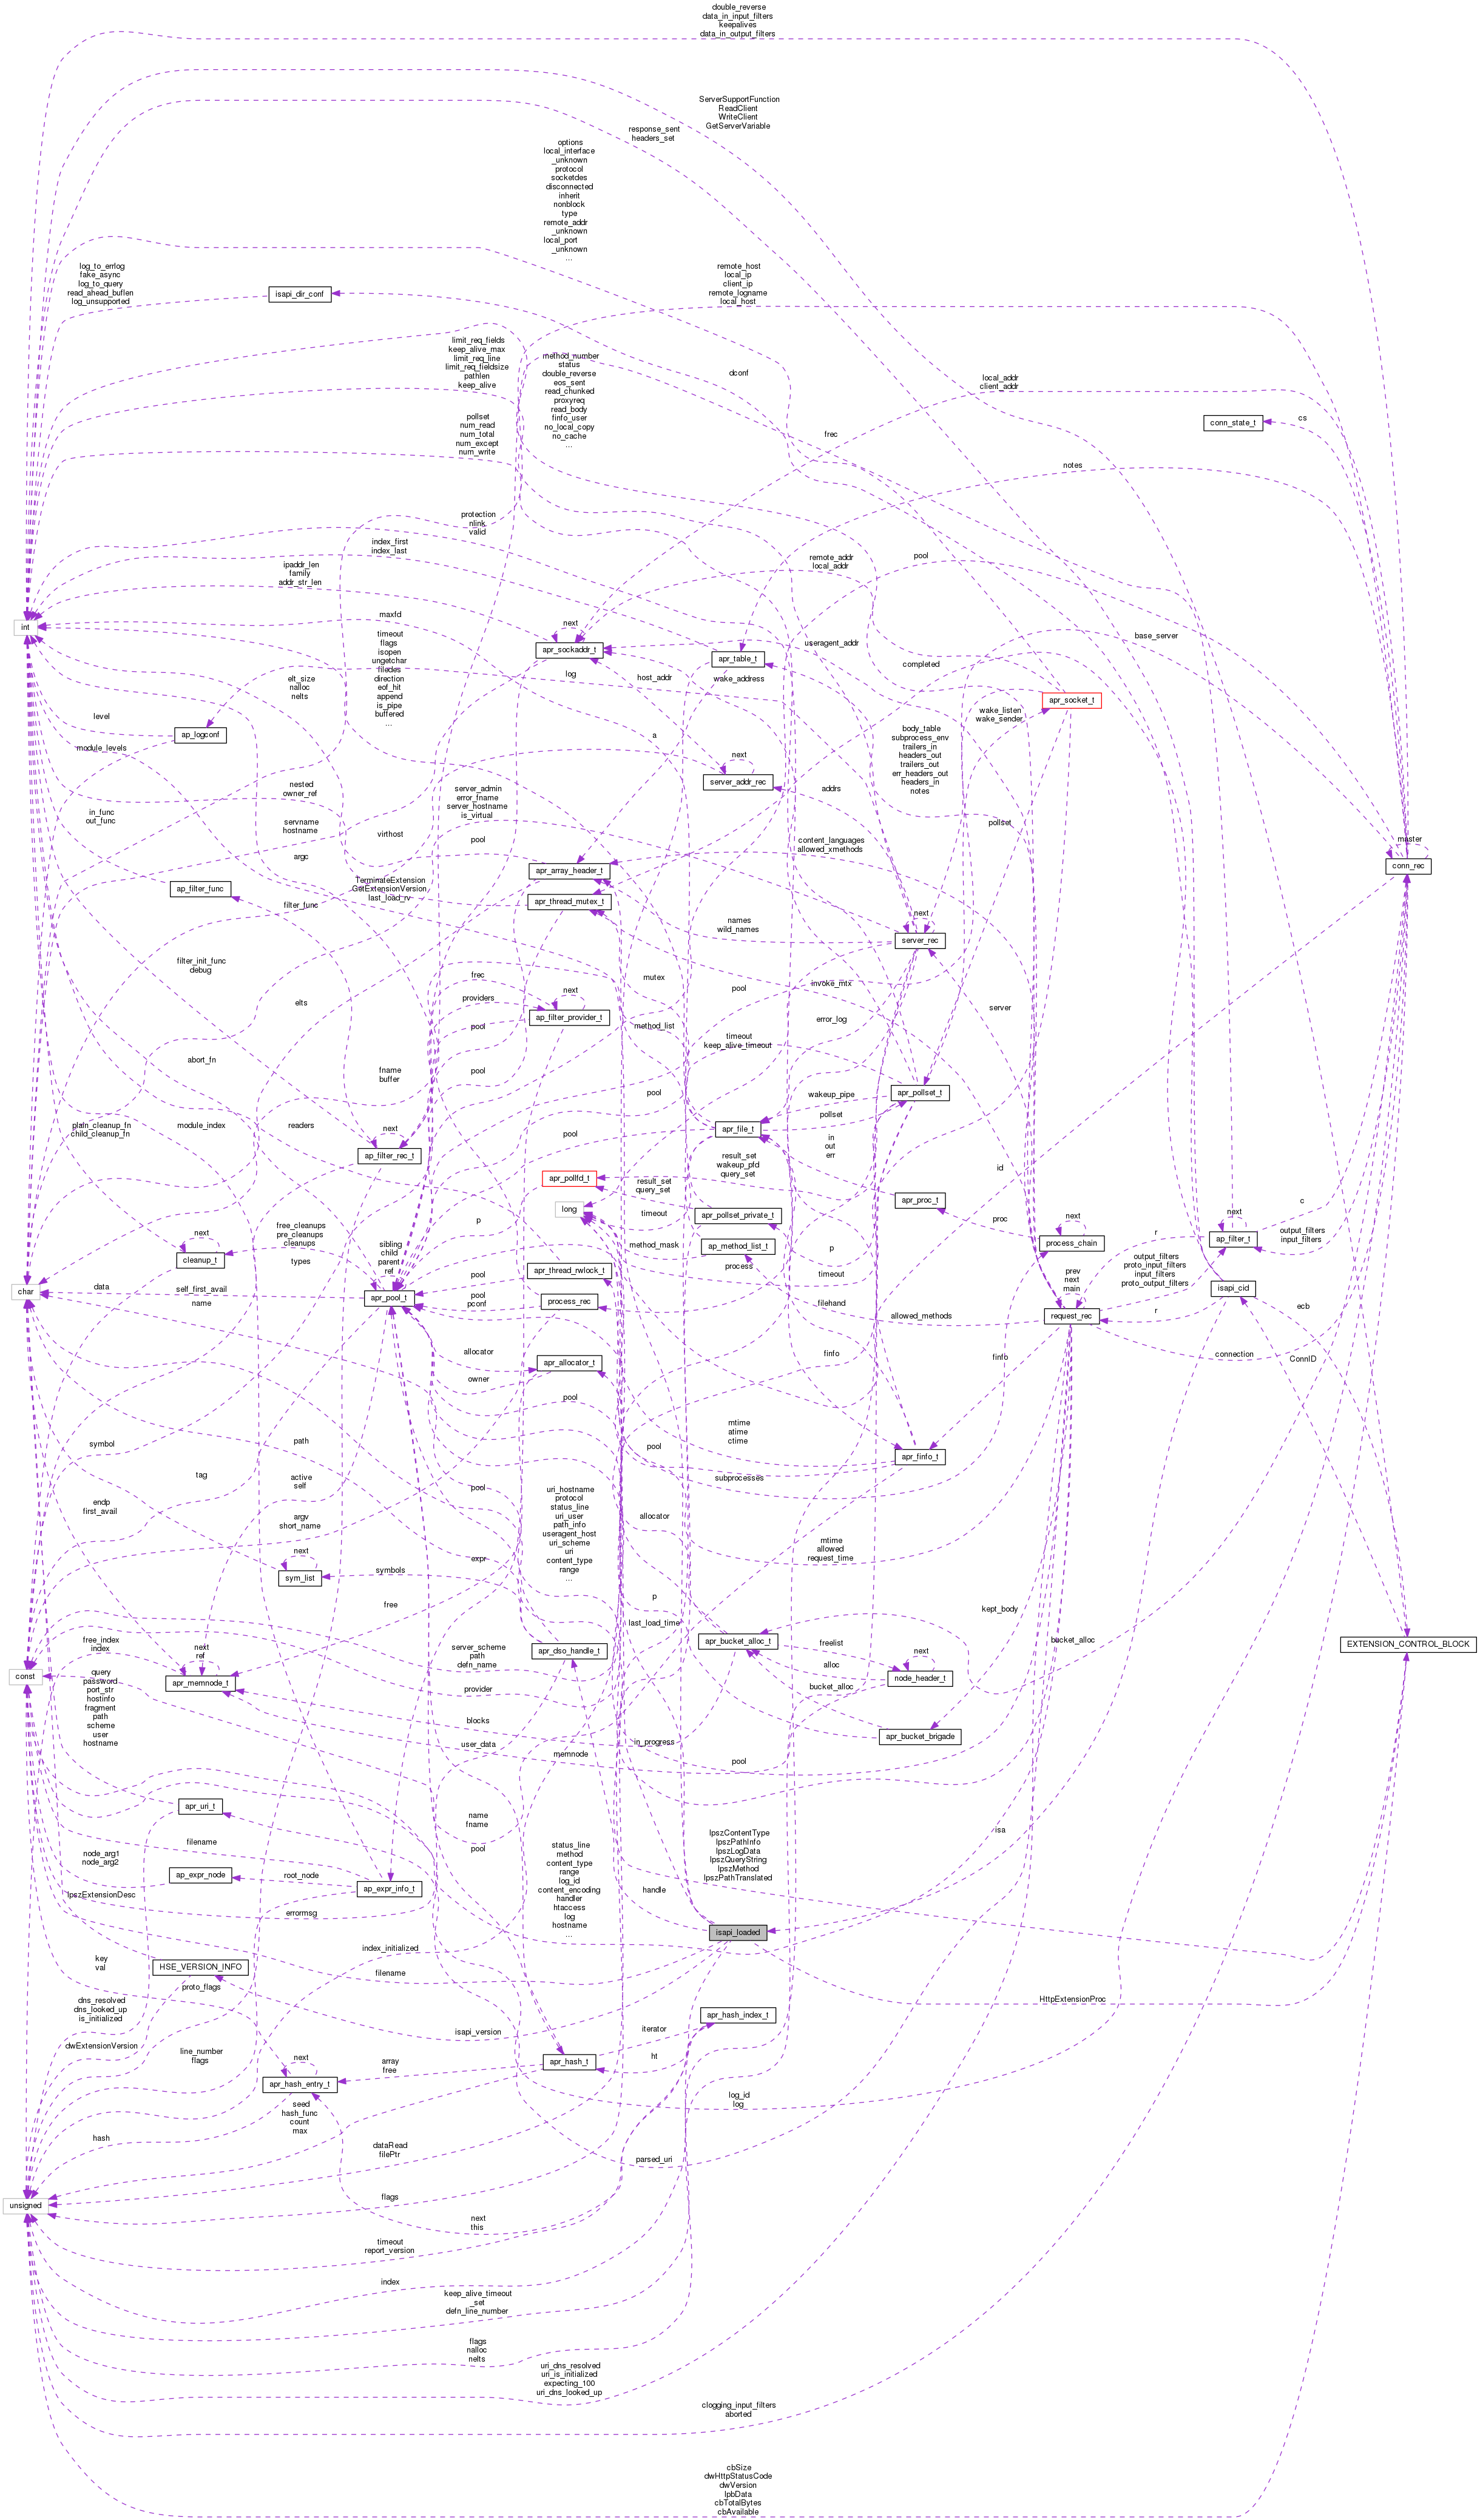 double_reverse
data_in_input_filters
keepalives
data_in_output_filters
ServerSupportFunction
ReadClient
WriteClient
GetServerVariable
response_sent
headers_set
options
local_interface
_unknown
protocol
socketdes
disconnected
inherit
nonblock
type
remote_addr
_unknown
local_port
_unknown
...
log_to_errlog
fake_async
log_to_query
read_ahead_buflen
log_unsupported
isapi_dir_conf
remote_host
local_ip
client_ip
remote_logname
local_host
limit_req_fields
keep_alive_max
limit_req_line
limit_req_fieldsize
pathlen
keep_alive
method_number
status
double_reverse
eos_sent
read_chunked
proxyreq
read_body
finfo_user
no_local_copy
no_cache
...
dconf
local_addr
client_addr
conn_state_t
cs
pollset
num_read
num_total
num_except
num_write
frec
notes
protection
nlink
valid
index_first
index_last
remote_addr
local_addr
pool
ipaddr_len
family
addr_str_len
maxfd
int
next
apr_sockaddr_t
timeout
flags
isopen
ungetchar
filedes
direction
eof_hit
append
is_pipe
buffered
...
useragent_addr
base_server
apr_table_t
completed
elt_size
nalloc
nelts
log
host_addr
wake_address
apr_socket_t
level
ap_logconf
a
wake_listen
wake_sender
module_levels
body_table
subprocess_env
trailers_in
headers_out
trailers_out
err_headers_out
headers_in
notes
next
server_addr_rec
nested
owner_ref
server_admin
error_fname
server_hostname
is_virtual
addrs
in_func
out_func
servname
hostname
virthost
pollset
content_languages
allowed_xmethods
master
conn_rec
argc
pool
apr_array_header_t
ap_filter_func
TerminateExtension
GetExtensionVersion
last_load_rv
apr_thread_mutex_t
filter_func
names
wild_names
next
server_rec
filter_init_func
debug
frec
mutex
pool
invoke_mtx
elts
providers
next
ap_filter_provider_t
server
pool
method_list
error_log
abort_fn
timeout
keep_alive_timeout
fname
buffer
pool
pool
wakeup_pipe
apr_pollset_t
plain_cleanup_fn
child_cleanup_fn
module_index
readers
next
ap_filter_rec_t
pool
apr_file_t
pollset
in
out
err
result_set
wakeup_pfd
query_set
id
apr_pollfd_t
result_set
query_set
apr_proc_t
long
apr_pollset_private_t
c
free_cleanups
pre_cleanups
cleanups
p
timeout
proc
next
process_chain
r
next
ap_filter_t
output_filters
input_filters
next
cleanup_t
sibling
child
parent
ref
method_mask
ap_method_list_t
p
process
types
pool
apr_thread_rwlock_t
timeout
prev
next
main
output_filters
proto_input_filters
input_filters
proto_output_filters
data
char
self_first_avail
apr_pool_t
pool
pconf
process_rec
isapi_cid
name
filehand
allowed_methods
request_rec
r
ecb
allocator
apr_allocator_t
finfo
finfo
connection
ConnID
owner
pool
symbol
path
mtime
atime
ctime
apr_finfo_t
tag
active
self
pool
subprocesses
endp
first_avail
argv
short_name
pool
uri_hostname
protocol
status_line
uri_user
path_info
useragent_host
uri_scheme
uri
content_type
range
...
allocator
mtime
allowed
request_time
next
sym_list
symbols
expr
free
p
last_load_time
kept_body
bucket_alloc
EXTENSION_CONTROL_BLOCK
free_index
index
next
ref
server_scheme
path
defn_name
apr_dso_handle_t
apr_bucket_alloc_t
freelist
next
node_header_t
alloc
const
apr_memnode_t
provider
bucket_alloc
query
password
port_str
hostinfo
fragment
path
scheme
user
hostname
blocks
user_data
in_progress
memnode
apr_bucket_brigade
pool
apr_uri_t
name
fname
pool
filename
node_arg1
node_arg2
status_line
method
content_type
range
log_id
content_encoding
handler
htaccess
log
hostname
...
lpszContentType
lpszPathInfo
lpszLogData
lpszQueryString
lpszMethod
lpszPathTranslated
isa
ap_expr_node
root_node
ap_expr_info_t
lpszExtensionDesc
errormsg
handle
isapi_loaded
key
val
HSE_VERSION_INFO
index_initialized
filename
proto_flags
HttpExtensionProc
dns_resolved
dns_looked_up
is_initialized
isapi_version
apr_hash_index_t
iterator
dwExtensionVersion
line_number
flags
next
apr_hash_entry_t
array
free
apr_hash_t
ht
hash
seed
hash_func
count
max
log_id
log
dataRead
filePtr
parsed_uri
unsigned
flags
next
this
timeout
report_version
index
keep_alive_timeout
_set
defn_line_number
flags
nalloc
nelts
uri_dns_resolved
uri_is_initialized
expecting_100
uri_dns_looked_up
clogging_input_filters
aborted
cbSize
dwHttpStatusCode
dwVersion
lpbData
cbTotalBytes
cbAvailable